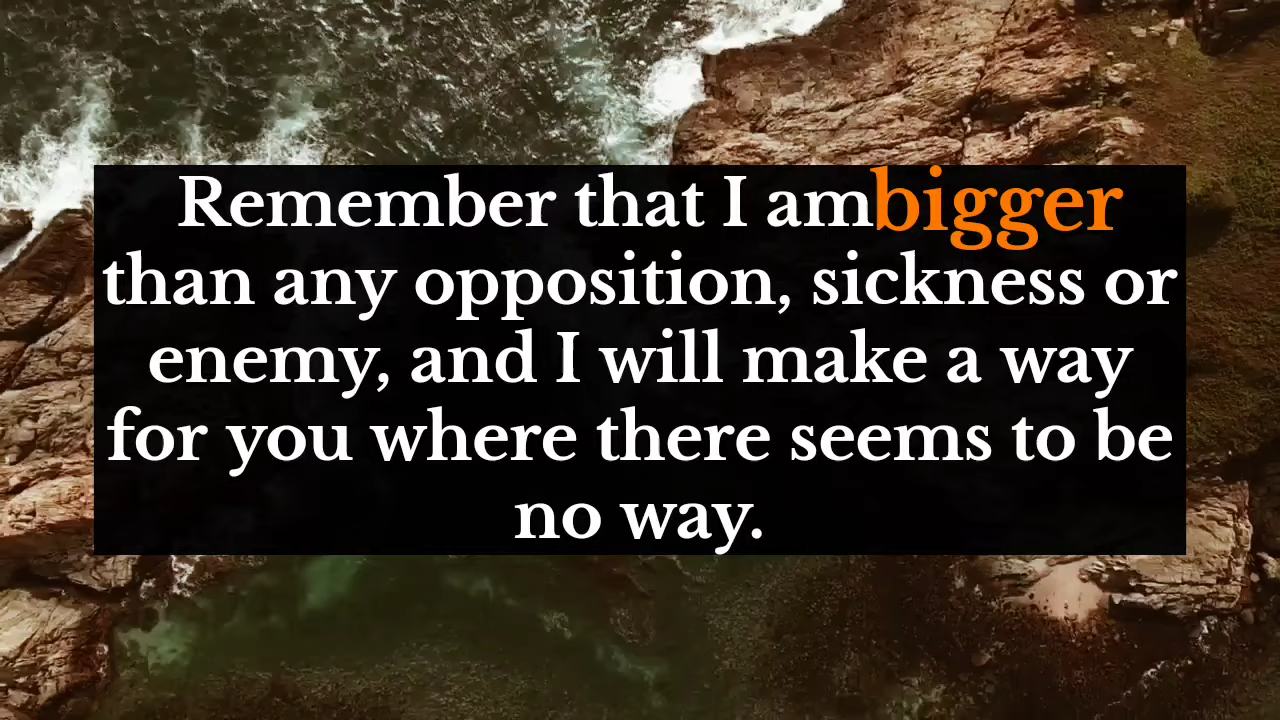 Remember that I am bigger
than any opposition, sickness or
enemy, and I will make a way
for you where there seems to be
no way.